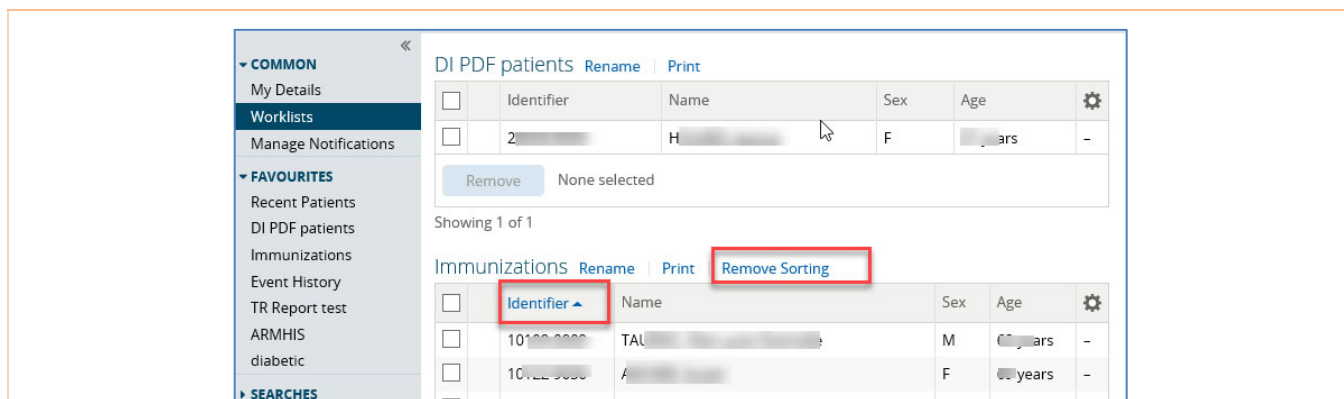 «
COMMON
My Details
Worklists
Manage Notifications
FAVOURITES
Recent Patients
DI PDF patients
Immunizations
Event History
TR Report test
ARMHIS
diabetic
SEARCHES
DI PDF patients Rename | Print
Identifier Name Sex Age
F –
Remove None selected
Showing 1 of 1
Immunizations Rename | Print | Remove Sorting
Identifier Name Sex Age
M –
F years –